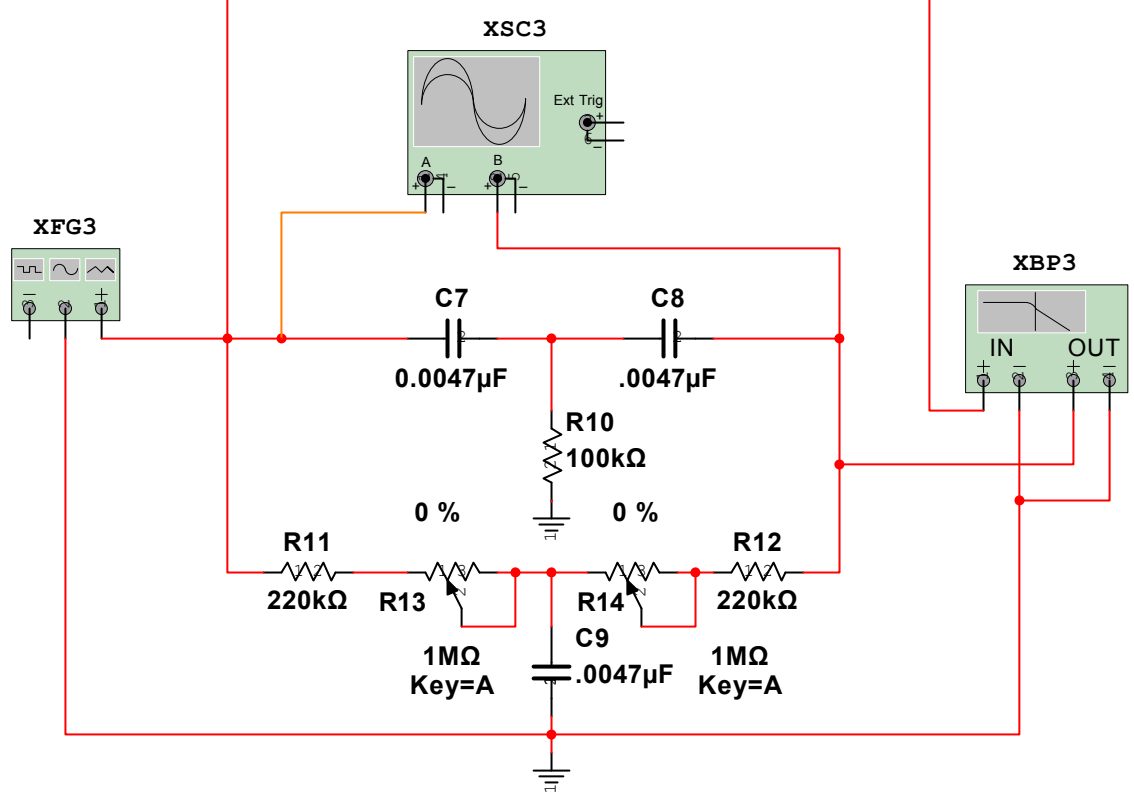 XSC3
Ext Trig
+
−
A
B
+
−
+
−
XFG3
−
+
XBP3
IN
OUT
+
−
+
−
C7
C8
0.0047µF
.0047µF
R10
100kΩ
0 %
0 %
R11
R12
220kΩ
R13
R14
220kΩ
C9
.0047µF
1MΩ
Key=A
1MΩ
Key=A